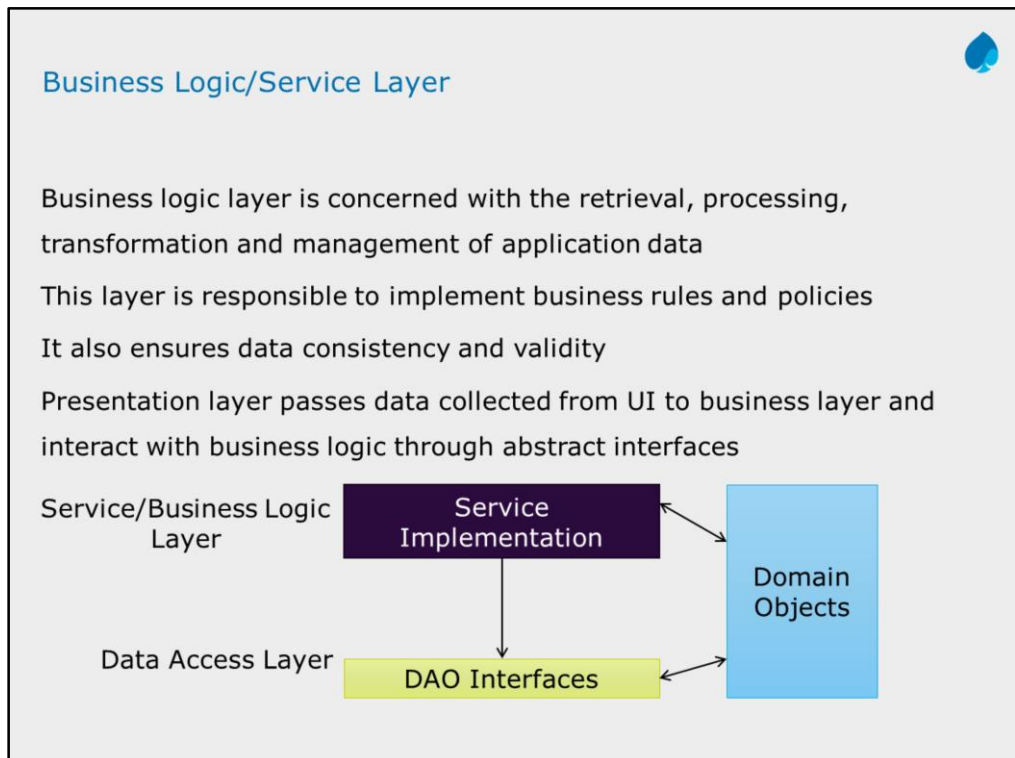 Business Logic/Service Layer
Business logic layer is concerned with the retrieval, processing,
transformation and management of application data
This layer is responsible to implement business rules and policies
It also ensures data consistency and validity
Presentation layer passes data collected from UI to business layer and
interact with business logic through abstract interfaces
Service/Business Logic
Layer
Service
Implementation
Domain
Objects
Data Access Layer
DAO Interfaces